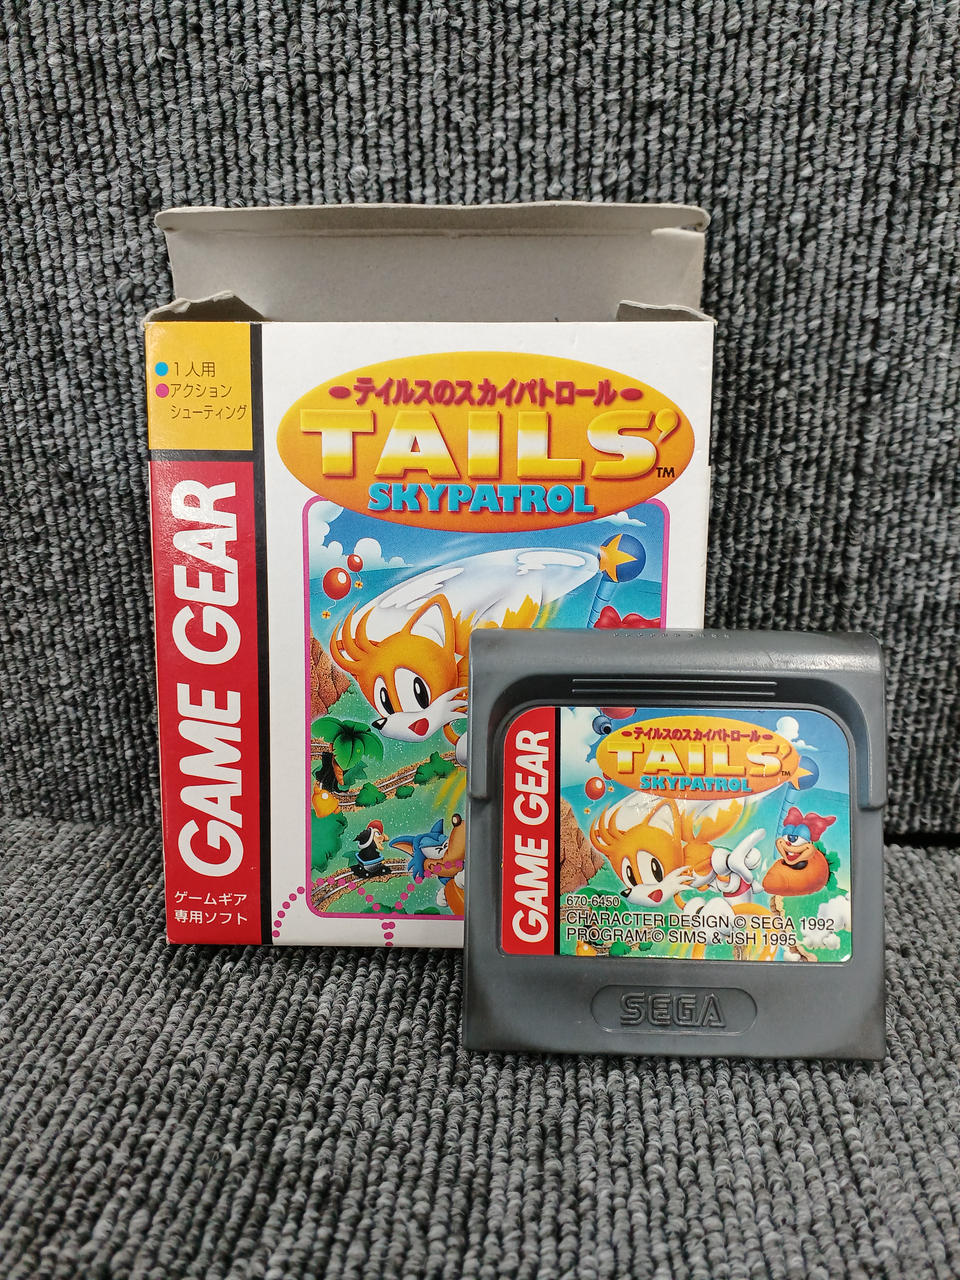 1人用
アクション
シューティング
GAME GEAR
ゲームギア
専用ソフト
テイルスのスカイパトロール
TAILS'
TM
SKYPATROL
GAME GEAR
テイルスのスカイパトロール
TAILS'
TM
SKYPATROL
670-6450
CHARACTER DESIGN © SEGA 1992
PROGRAM © SIMS & JSH 1995
SEGA